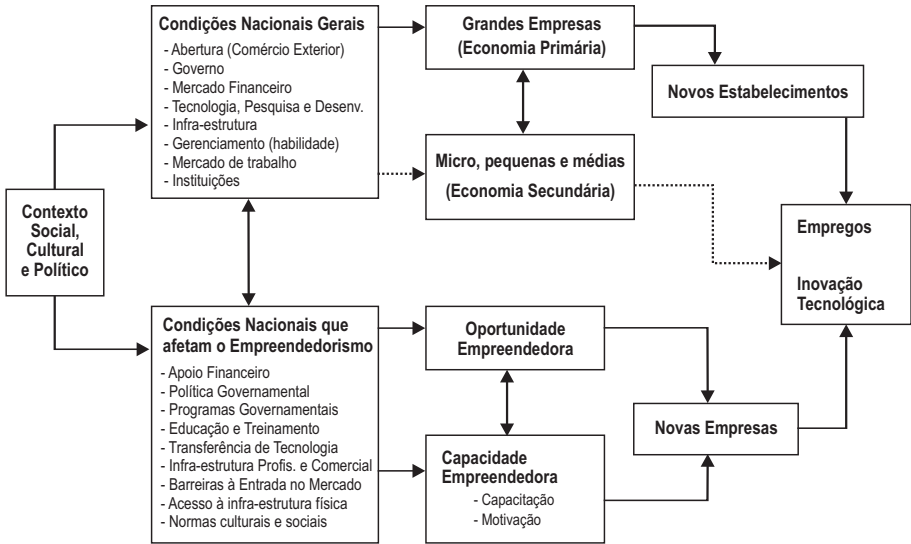 Contexto
Social,
Cultural
e Político
Condições Nacionais Gerais
- Abertura (Comércio Exterior)
- Governo
- Mercado Financeiro
- Tecnologia, Pesquisa e Desenv.
- Infra-estrutura
- Gerenciamento (habilidade)
- Mercado de trabalho
- Instituições
Condições Nacionais que
afetam o Empreendedorismo
- Apoio Financeiro
- Política Governamental
- Programas Governamentais
- Educação e Treinamento
- Transferência de Tecnologia
- Infra-estrutura Profis. e Comercial
- Barreiras à Entrada no Mercado
- Acesso à infra-estrutura física
- Normas culturais e sociais
Grandes Empresas
(Economia Primária)
Micro, pequenas e médias
(Economia Secundária)
Oportunidade
Empreendedora
Capacidade
Empreendedora
- Capacitação
- Motivação
Novos Estabelecimentos
Novas Empresas
Empregos
Inovação
Tecnológica